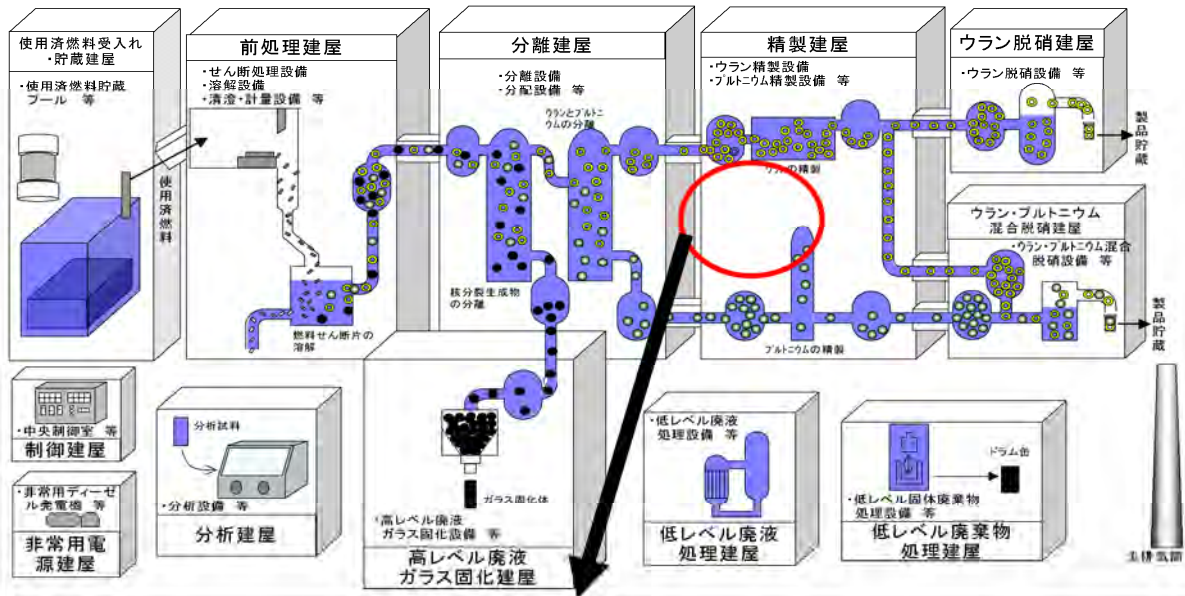 使用済燃料受入れ
・貯蔵建屋
・使用済燃料貯蔵
プール 等
使用済燃料
前処理建屋
・せん断処理設備
・溶解設備
・清澄・計量設備 等
燃料せん断片の
溶解
分離建屋
・分離設備
・分配設備 等
ウランとプルトニ
ウムの分離
核分裂生成物
の分離
精製建屋
・ウラン精製設備
・プルトニウム精製設備 等
ウランの精製
プルトニウムの精製
ウラン脱硝建屋
・ウラン脱硝設備 等
製品貯蔵
ウラン・プルトニウム
混合脱硝建屋
・ウラン・プルトニウム混合
脱硝設備 等
製品貯蔵
・中央制御室 等
制御建屋
・非常用ディーゼ
ル発電機 等
非常用電
源建屋
分析試料
・分析設備 等
分析建屋
ガラス固化体
・高レベル廃液
ガラス固化設備 等
高レベル廃液
ガラス固化建屋
・低レベル廃液
処理設備 等
低レベル廃液
処理建屋
ドラム缶
・低レベル固体廃棄物
処理設備 等
低レベル廃棄物
処理建屋
主排気筒